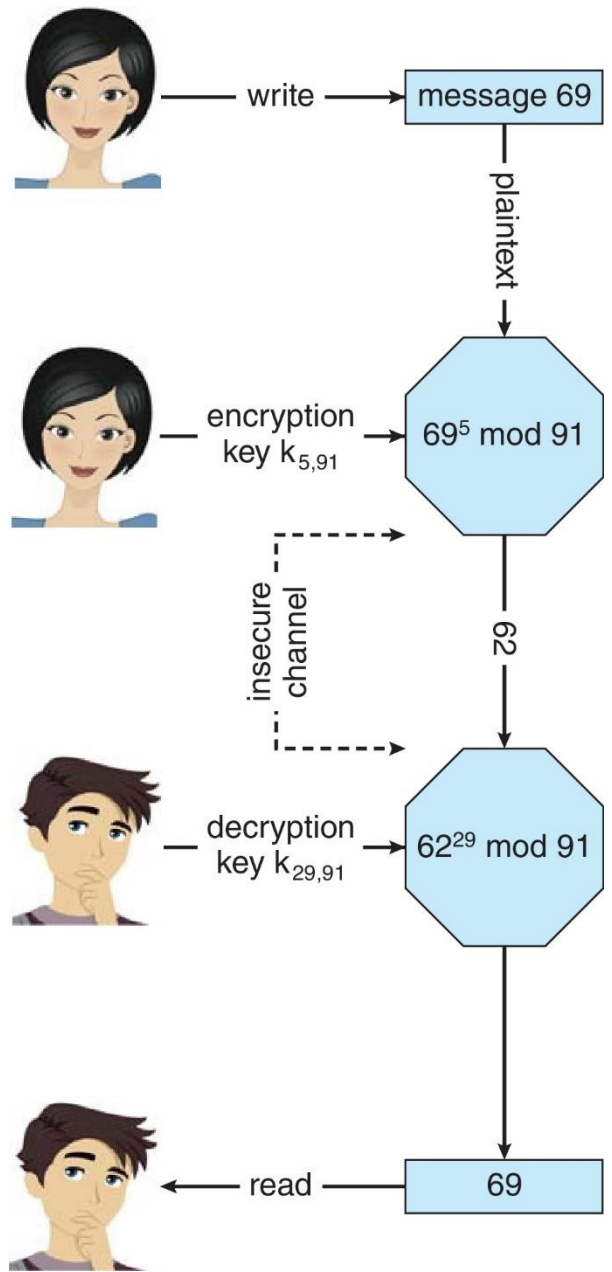 write
message 69
plaintext
encryption
key k₅,₉₁
69⁵ mod 91
insecure
channel
62
decryption
key k₂₉,₉₁
62²⁹ mod 91
read
69